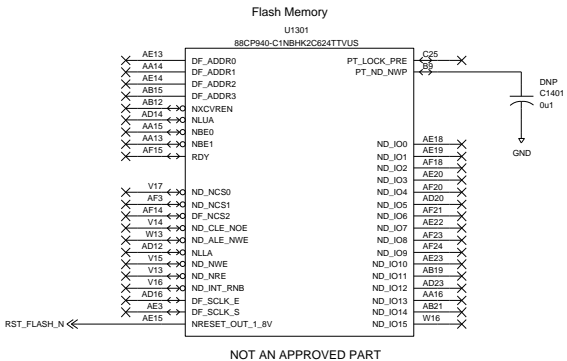 Flash Memory
U1301
88CP940-C1NBHK2C624TTVUS
AE13 DF_ADDR0
AA14 DF_ADDR1
AE14 DF_ADDR2
AB15 DF_ADDR3
AB12 NXCVREN
AD14 NLUA
AA15 NBE0
AA13 NBE1
AF15 RDY
V17 ND_NCS0
AF3 ND_NCS1
AF14 DF_NCS2
V14 ND_CLE_NOE
W13 ND_ALE_NWE
AD12 NLLA
V15 ND_NWE
V13 ND_NRE
V16 ND_INT_RNB
AD16 DF_SCLK_E
AE3 DF_SCLK_S
RST_FLASH_N AE15 NRESET_OUT_1_8V
PT_LOCK_PRE C25
PT_ND_NWP B9
DNP
C1401
0u1
GND
ND_IO0 AE18
ND_IO1 AE19
ND_IO2 AF18
ND_IO3 AE20
ND_IO4 AF20
ND_IO5 AD20
ND_IO6 AF21
ND_IO7 AE22
ND_IO8 AF23
ND_IO9 AF24
ND_IO10 AE23
ND_IO11 AB19
ND_IO12 AD23
ND_IO13 AA16
ND_IO14 AB21
ND_IO15 W16
NOT AN APPROVED PART